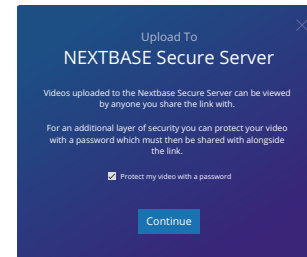 Upload To
NEXTBASE Secure Server
Videos uploaded to the Nextbase Secure Server can be viewed
by anyone you share the link with.
For an additional layer of security you can protect your video
with a password which must then be shared with alongside
the link.
Protect my video with a password
Continue